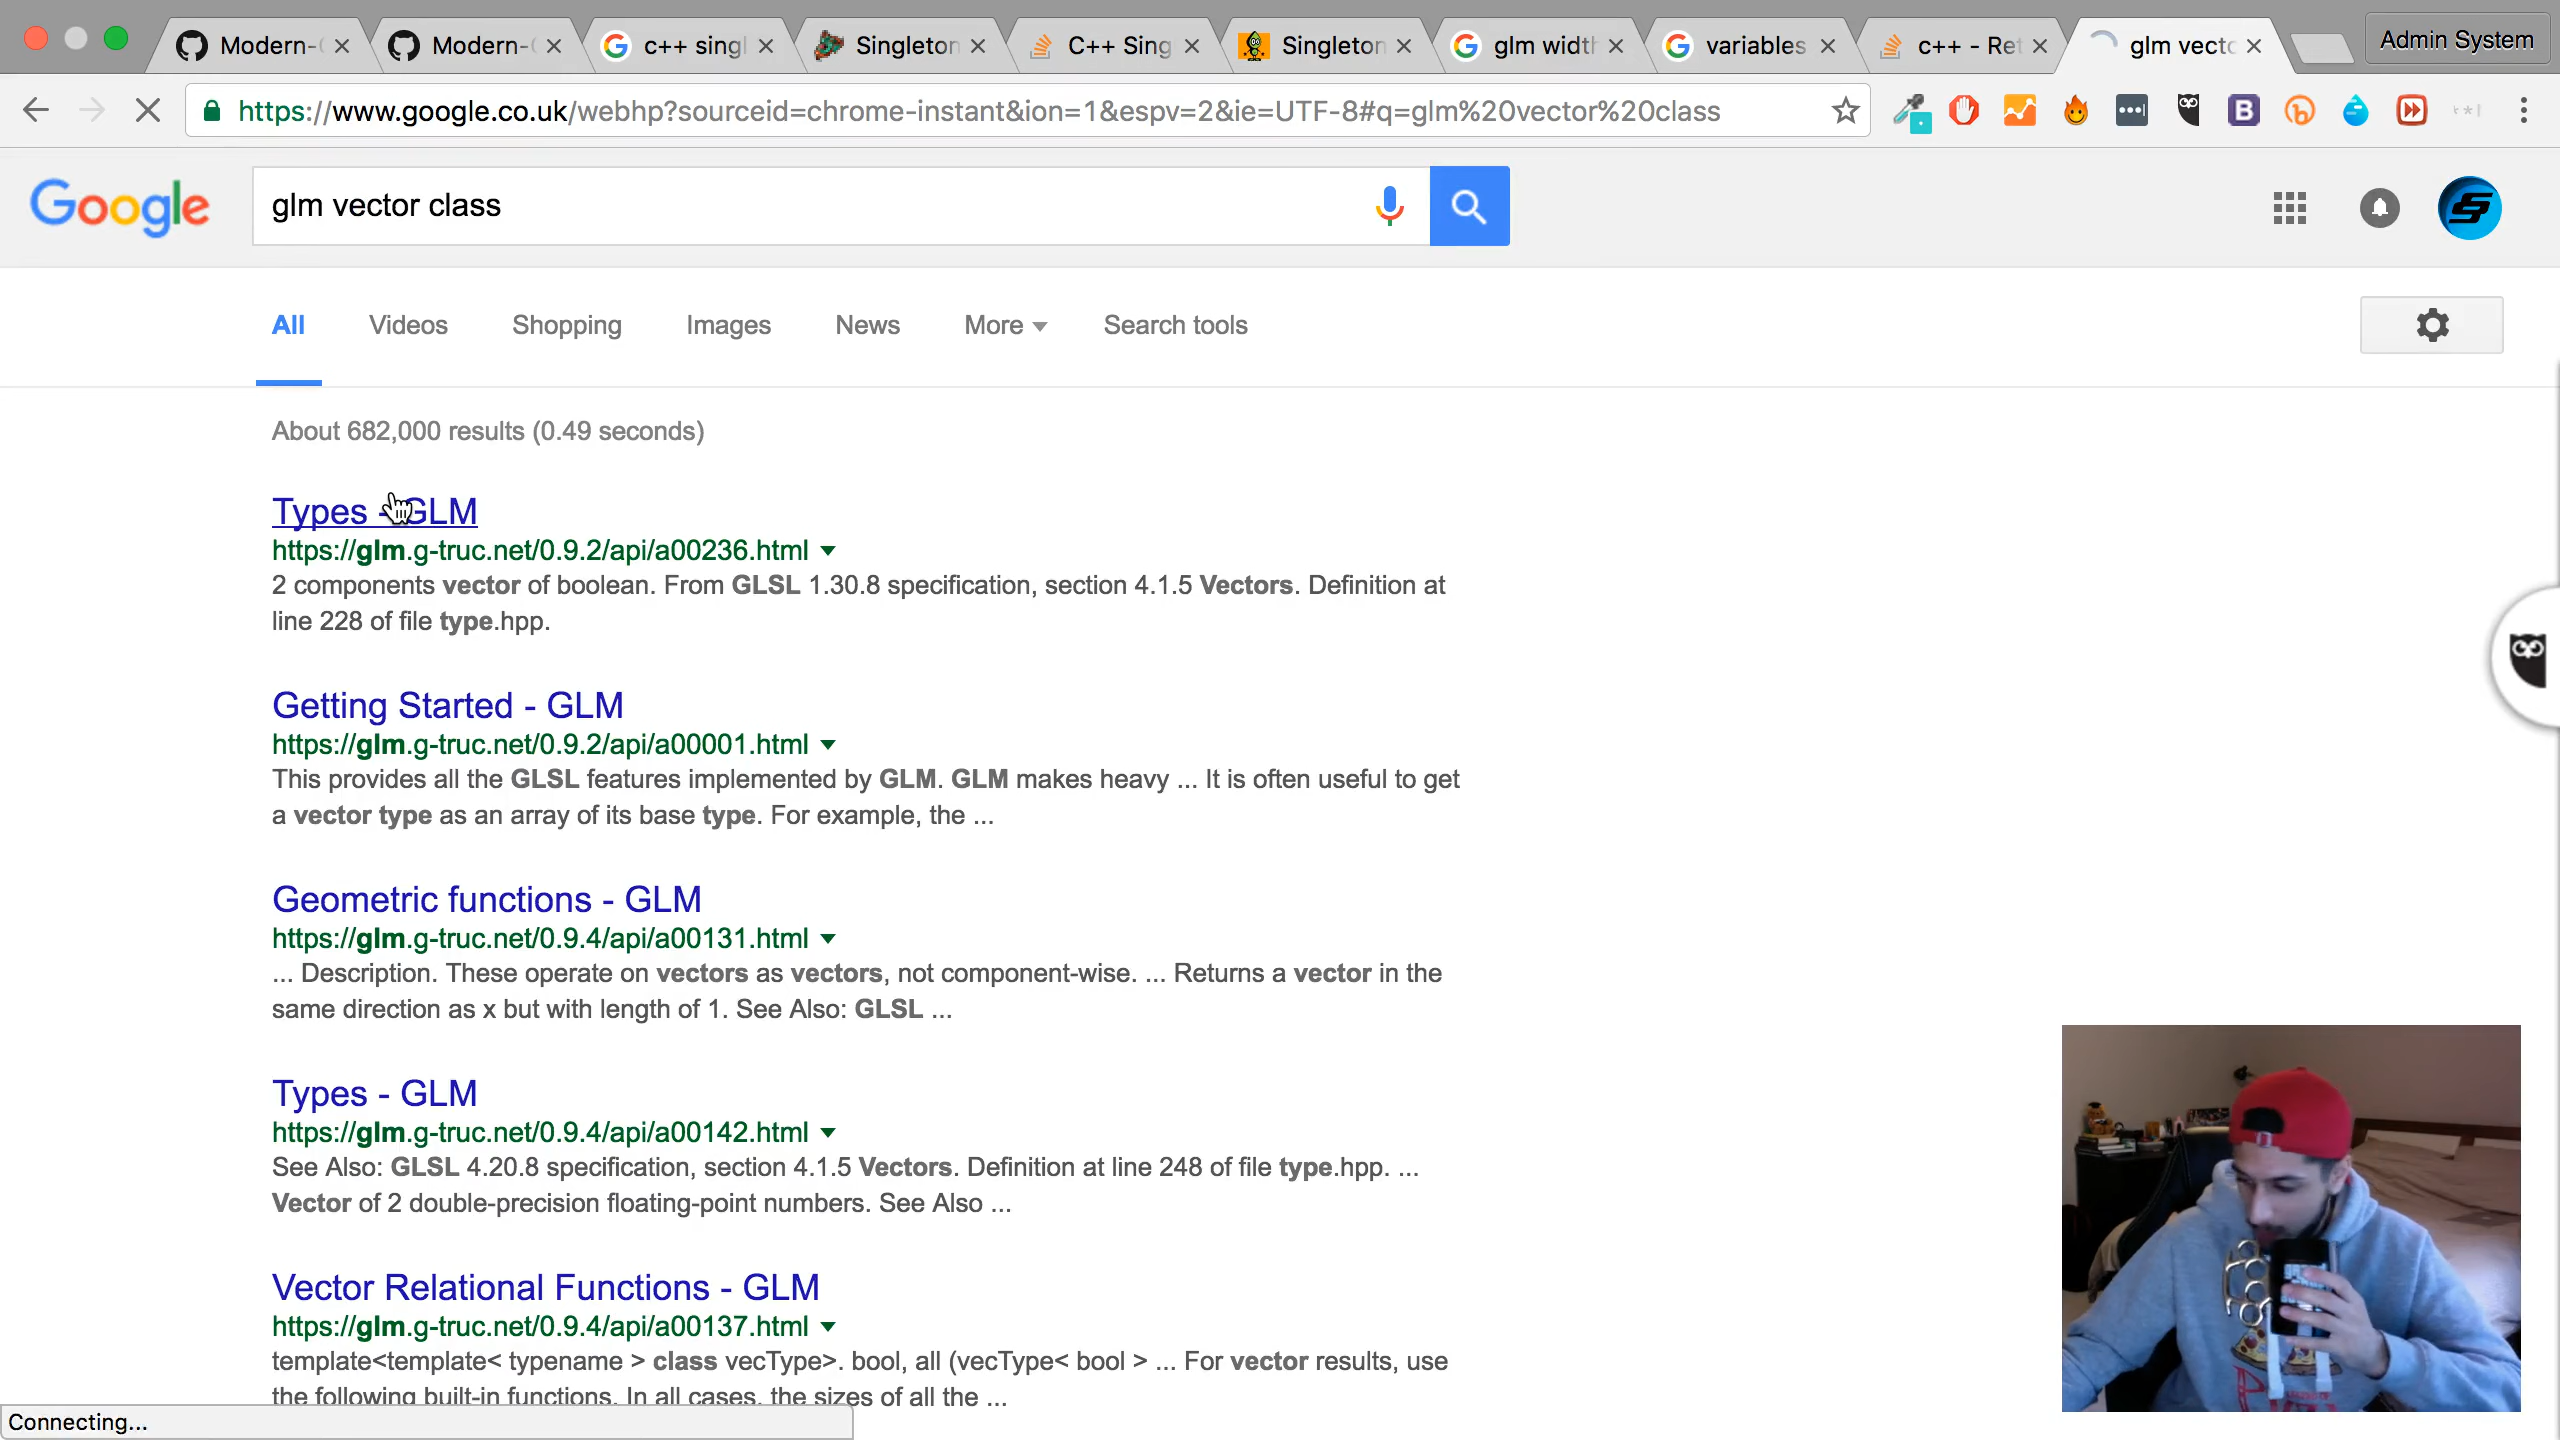 Modern-
Modern-
c++ singl
Singleton
C++ Sing
Singleton
glm width
variables
c++ - Ret
glm vect
Admin System
https://www.google.co.uk/webhp?sourceid=chrome-instant&ion=1&espv=2&ie=UTF-8#q=glm%20vector%20class
Google
glm vector class
All
Videos
Shopping
Images
News
More
Search tools
About 682,000 results (0.49 seconds)
Types - GLM
https://glm.g-truc.net/0.9.2/api/a00236.html
2 components vector of boolean. From GLSL 1.30.8 specification, section 4.1.5 Vectors. Definition at
line 228 of file type.hpp.
Getting Started - GLM
https://glm.g-truc.net/0.9.2/api/a00001.html
This provides all the GLSL features implemented by GLM. GLM makes heavy ... It is often useful to get
a vector type as an array of its base type. For example, the ...
Geometric functions - GLM
https://glm.g-truc.net/0.9.4/api/a00131.html
... Description. These operate on vectors as vectors, not component-wise. ... Returns a vector in the
same direction as x but with length of 1. See Also: GLSL ...
Types - GLM
https://glm.g-truc.net/0.9.4/api/a00142.html
See Also: GLSL 4.20.8 specification, section 4.1.5 Vectors. Definition at line 248 of file type.hpp. ...
Vector of 2 double-precision floating-point numbers. See Also ...
Vector Relational Functions - GLM
https://glm.g-truc.net/0.9.4/api/a00137.html
template<template< typename > class vecType>. bool, all (vecType< bool > ... For vector results, use
the following built-in functions. In all cases, the sizes of all the ...
Connecting...